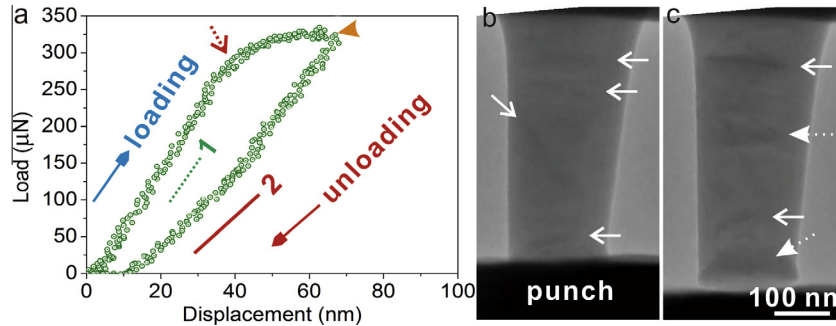 a
350
300
250
200
150
100
50
0
Load (μN)
loading
1
2
unloading
0 20 40 60 80 100
Displacement (nm)
b
punch
c
100 nm